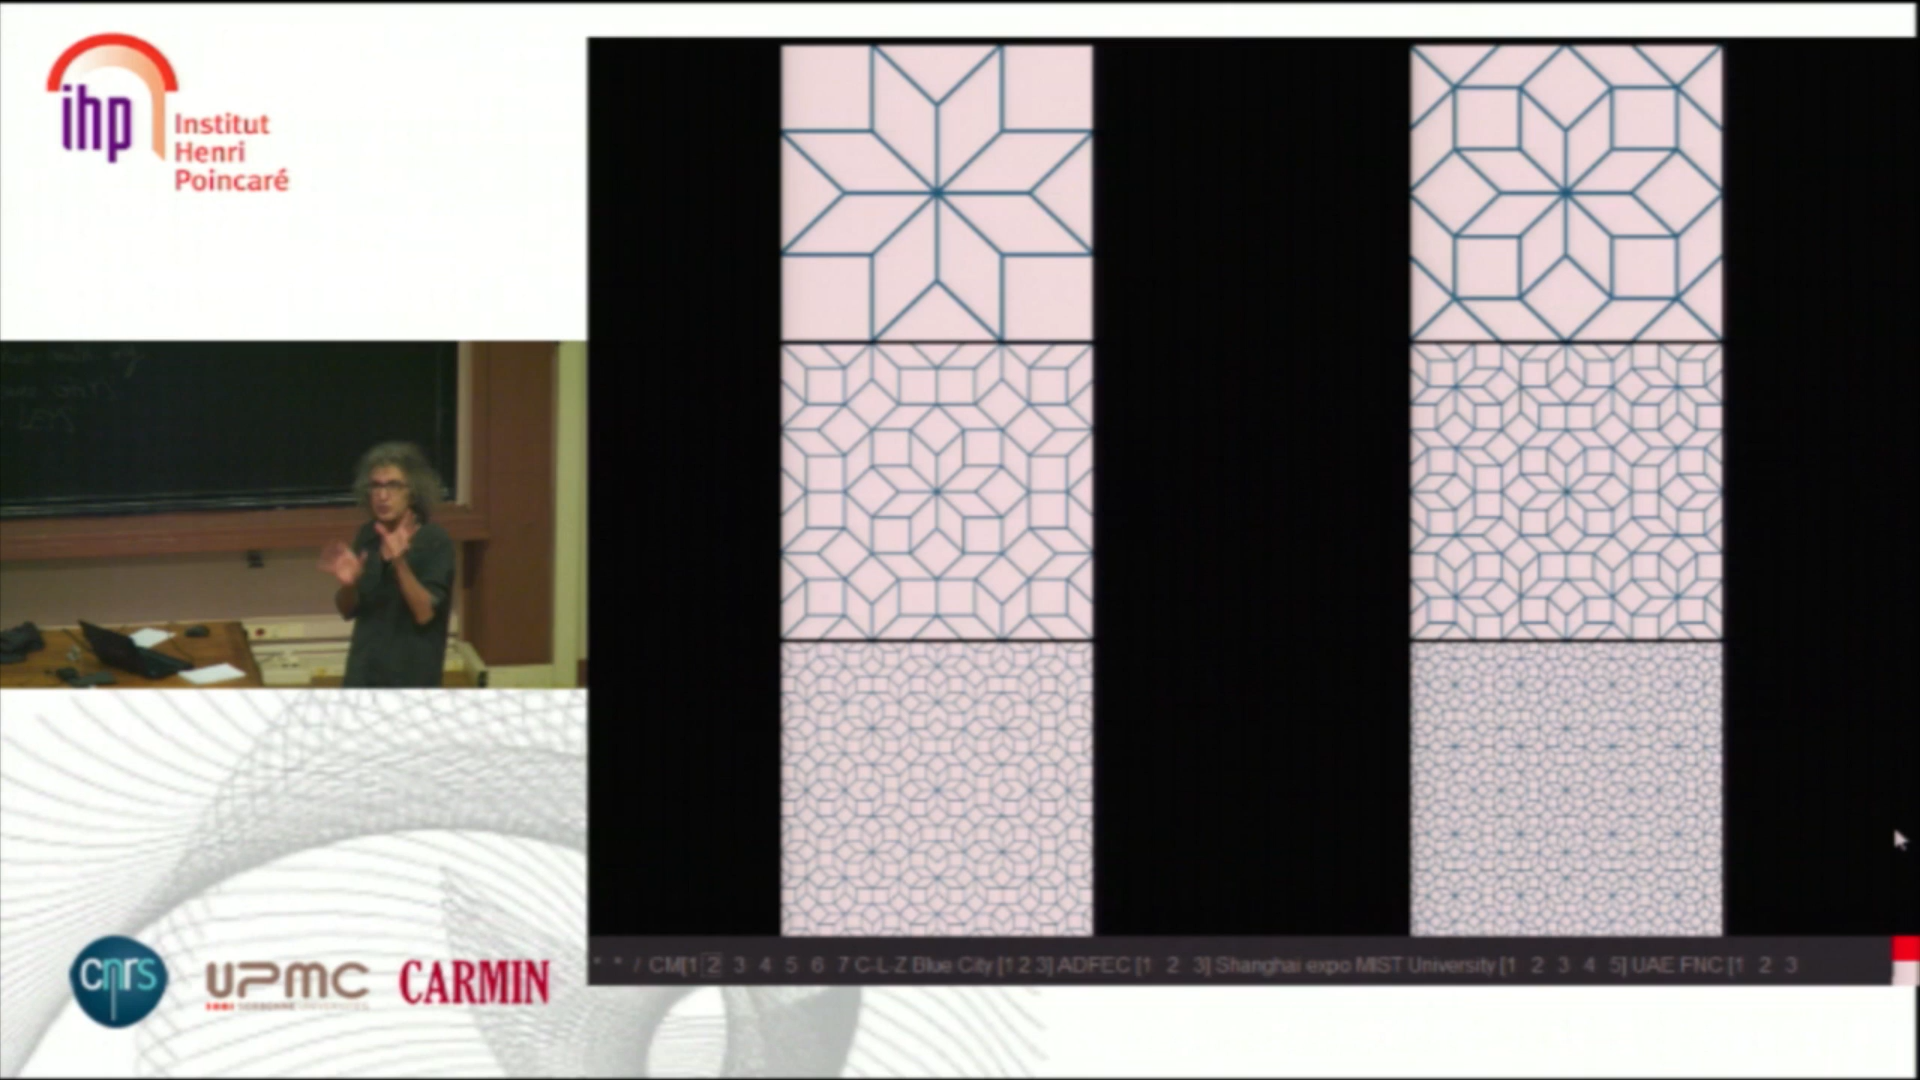 ihp
Institut
Henri
Poincaré
cnrs
UPMC
SORBONNE UNIVERSITÉS
CARMIN
" " / CM[1 2 3 4 5 6 7 C-L-Z Blue City [1 2 3] ADFEC [1 2 3] Shanghai expo MIST University [1 2 3 4 5] UAE FNC [1 2 3